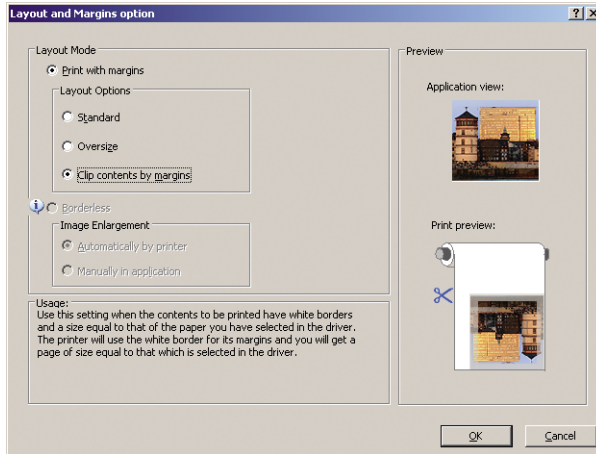 Layout and Margins option
Layout Mode
Print with margins
Layout Options
Standard
Oversize
Clip contents by margins
Borderless
Image Enlargement
Automatically by printer
Manually in application
Usage:
Use this setting when the contents to be printed have white borders
and a size equal to that of the paper you have selected in the driver.
The printer will use the white border for its margins and you will get a
page of size equal to that which is selected in the driver.
Preview
Application view:
Print preview:
OK
Cancel